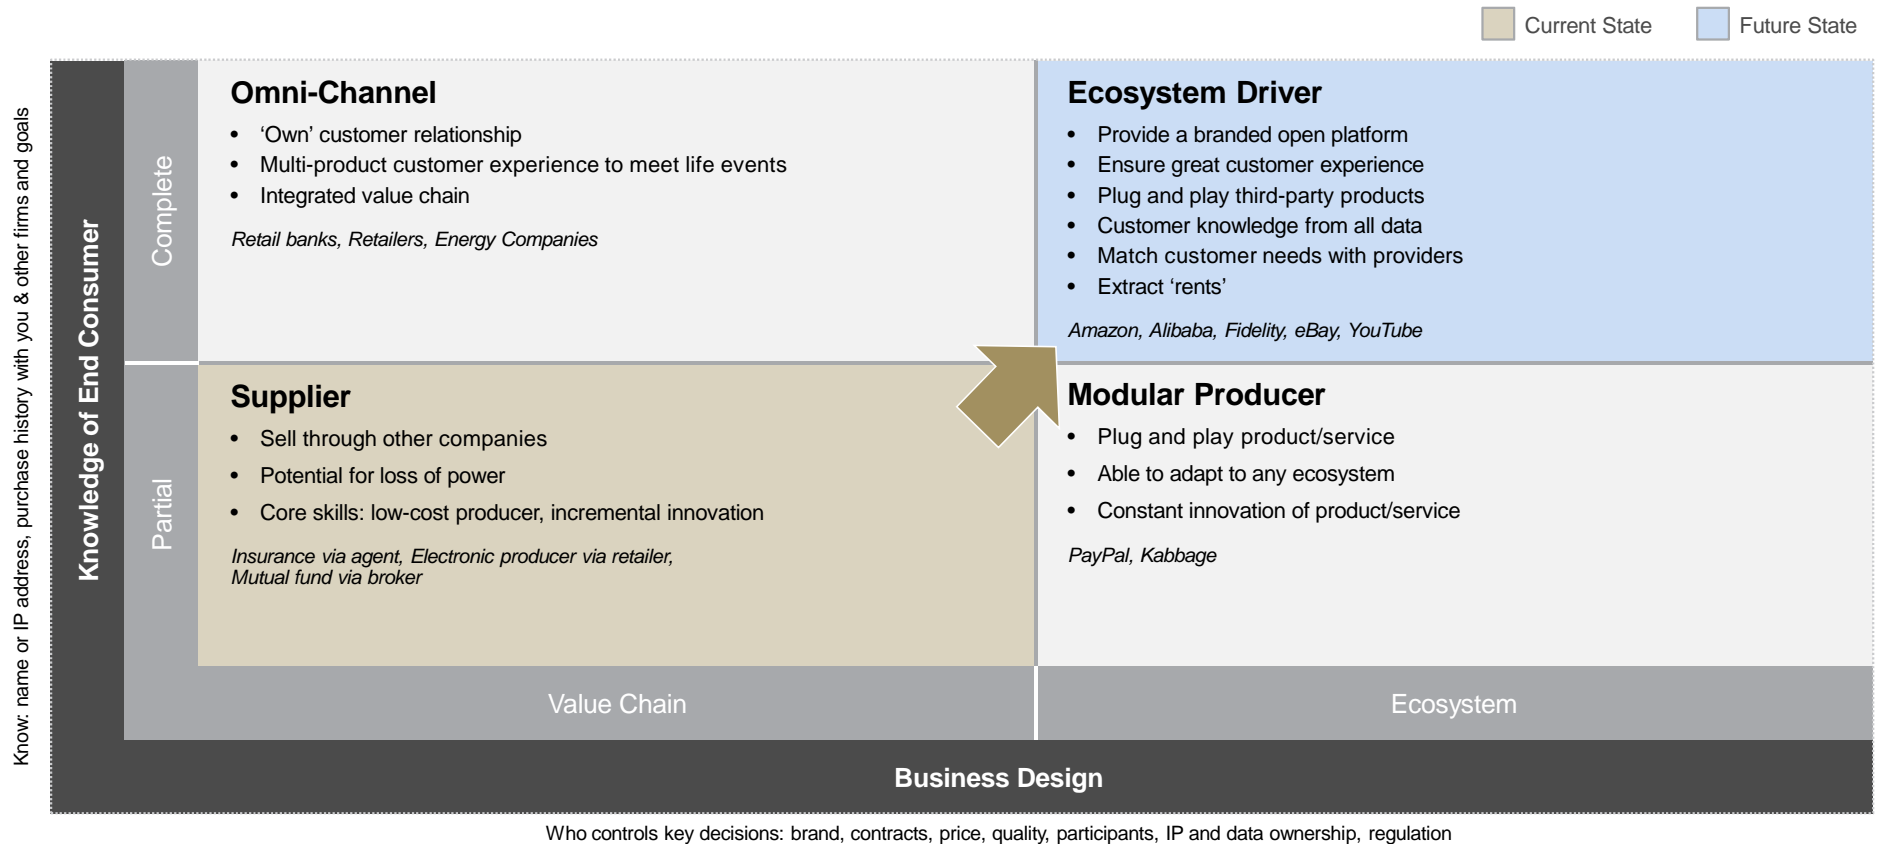 Current State
Future State
Know: name or IP address, purchase history with you & other firms and goals
Knowledge of End Consumer
Complete
Partial
Omni-Channel
• ‘Own’ customer relationship
• Multi-product customer experience to meet life events
• Integrated value chain
Retail banks, Retailers, Energy Companies
Ecosystem Driver
• Provide a branded open platform
• Ensure great customer experience
• Plug and play third-party products
• Customer knowledge from all data
• Match customer needs with providers
• Extract ‘rents’
Amazon, Alibaba, Fidelity, eBay, YouTube
Supplier
• Sell through other companies
• Potential for loss of power
• Core skills: low-cost producer, incremental innovation
Insurance via agent, Electronic producer via retailer,
Mutual fund via broker
Modular Producer
• Plug and play product/service
• Able to adapt to any ecosystem
• Constant innovation of product/service
PayPal, Kabbage
Value Chain
Ecosystem
Business Design
Who controls key decisions: brand, contracts, price, quality, participants, IP and data ownership, regulation